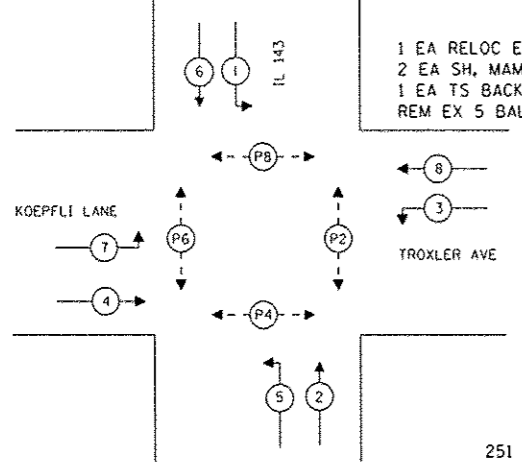 1 EA RELOC E
2 EA SH, MAM
1 EA TS BACK
REM EX 5 BAL
6
1
IL 143
P8
8
3
KOEPFLI LANE
7
P6
P2
TROXLER AVE
4
P4
5
2
251